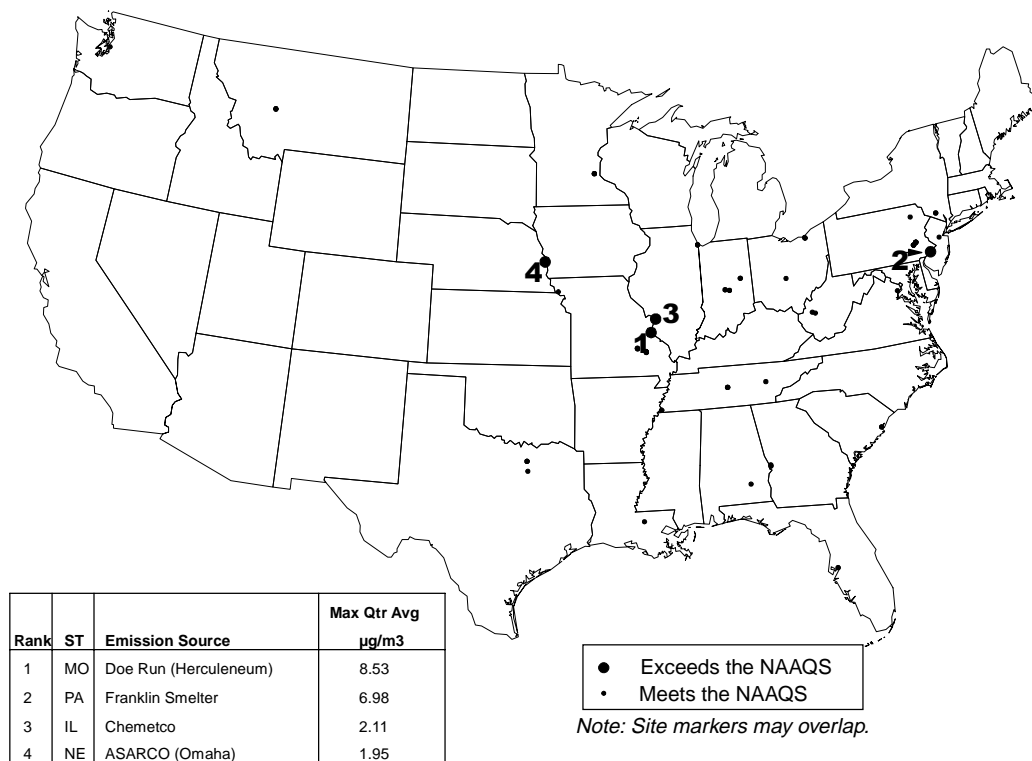 4
3
1
2
Max Qtr Avg
Rank ST Emission Source µg/m3
1 MO Doe Run (Herculeneum) 8.53
2 PA Franklin Smelter 6.98
3 IL Chemetco 2.11
4 NE ASARCO (Omaha) 1.95
Exceeds the NAAQS
Meets the NAAQS
Note: Site markers may overlap.